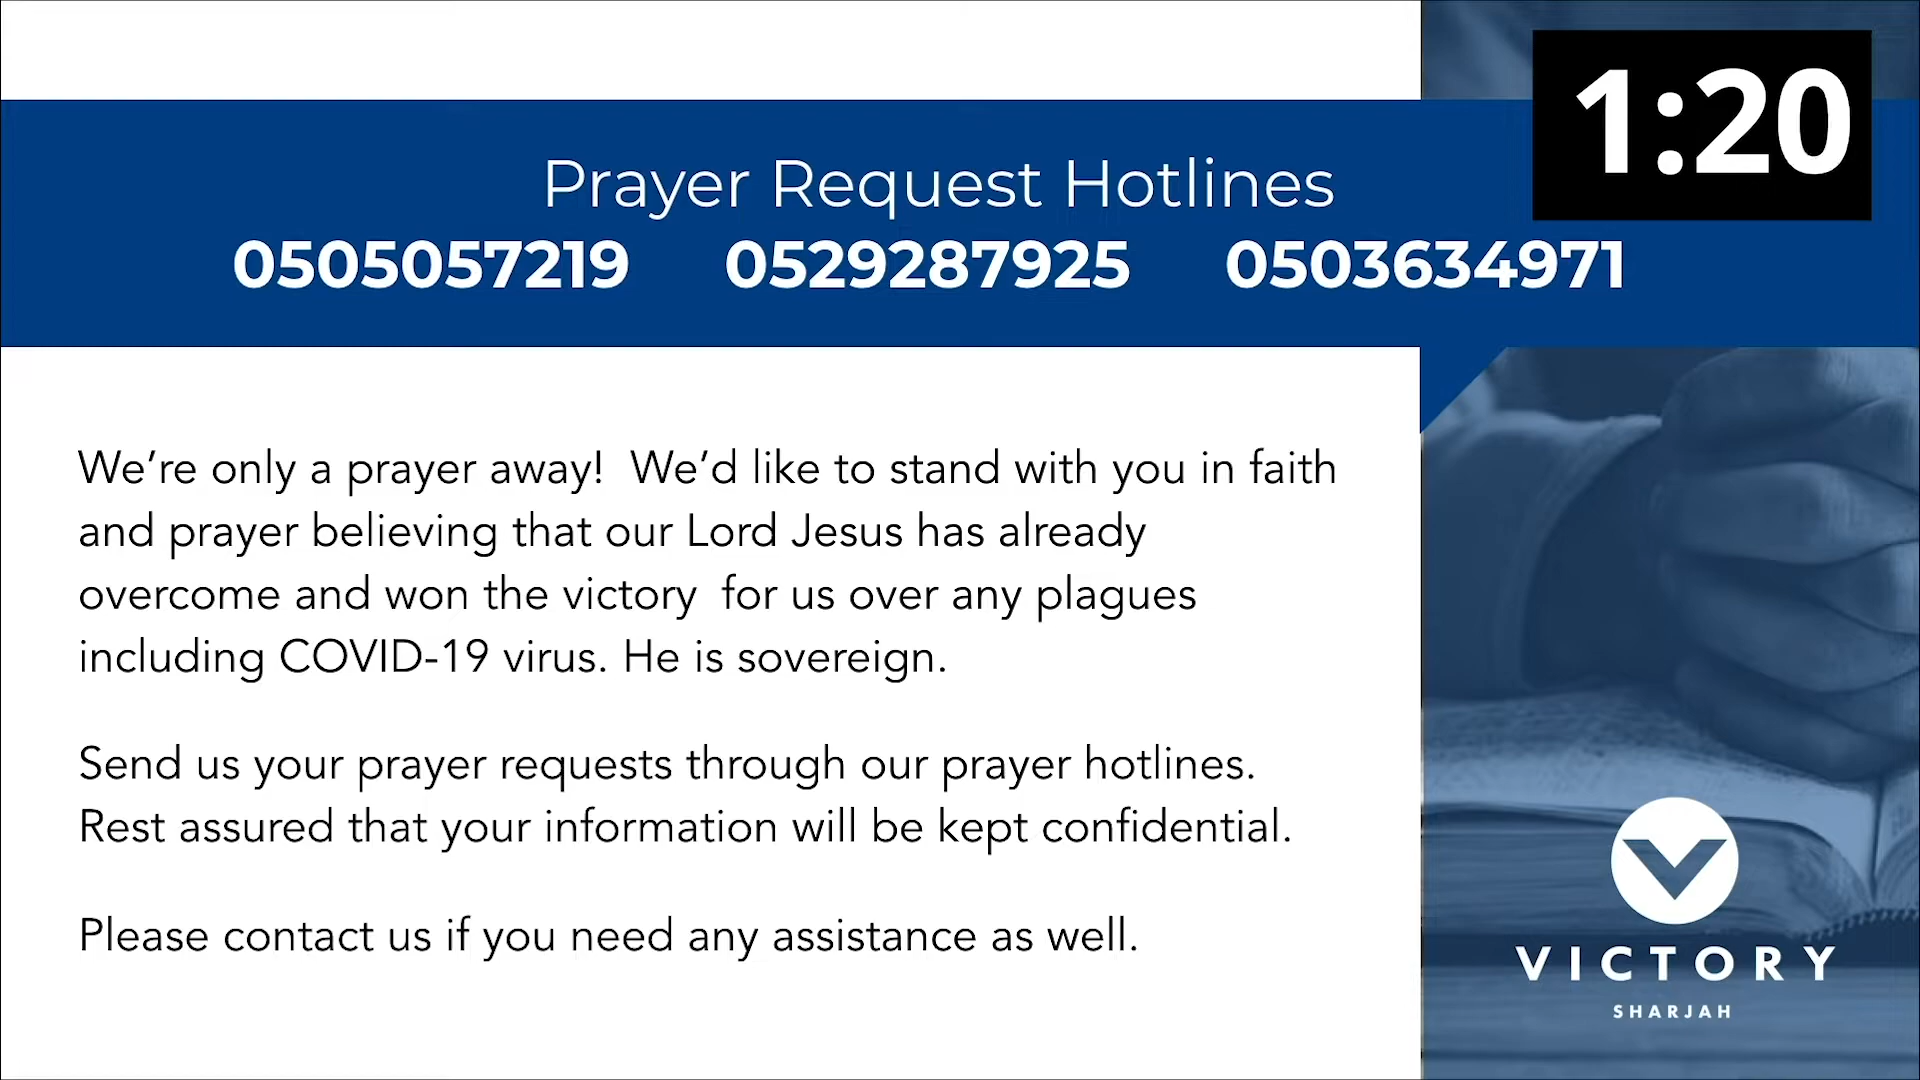 1:20
Prayer Request Hotlines
0505057219 0529287925 0503634971
We’re only a prayer away!  We’d like to stand with you in faith
and prayer believing that our Lord Jesus has already
overcome and won the victory  for us over any plagues
including COVID-19 virus. He is sovereign.
Send us your prayer requests through our prayer hotlines.
Rest assured that your information will be kept confidential.
Please contact us if you need any assistance as well.
VICTORY
SHARJAH